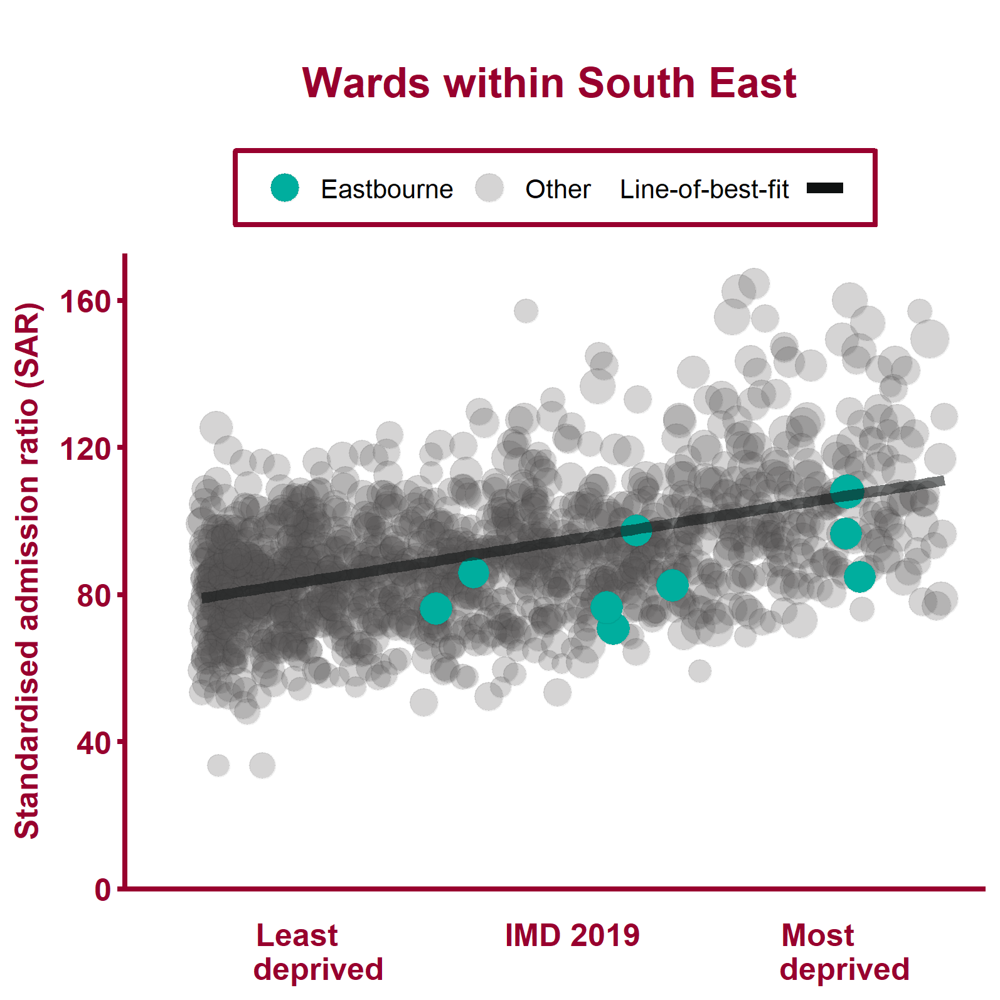 Wards within South East
Eastbourne
Other
Line-of-best-fit
Standardised admission ratio (SAR)
160
120
80
40
0
Least
deprived
IMD 2019
Most
deprived